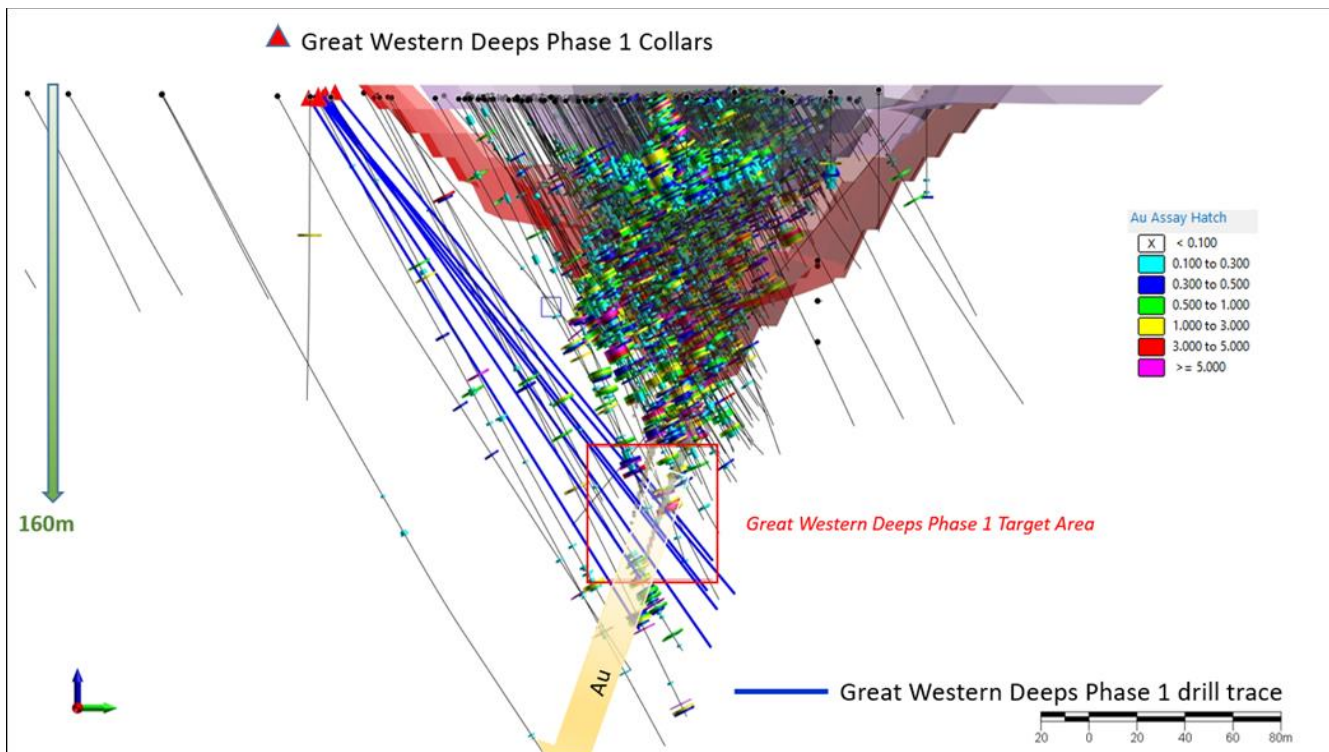 Great Western Deeps Phase 1 Collars
Au Assay Hatch
X < 0.100
0.100 to 0.300
0.300 to 0.500
0.500 to 1.000
1.000 to 3.000
3.000 to 5.000
>= 5.000
160m
Great Western Deeps Phase 1 Target Area
Au
Great Western Deeps Phase 1 drill trace
20 0 20 40 60 80m